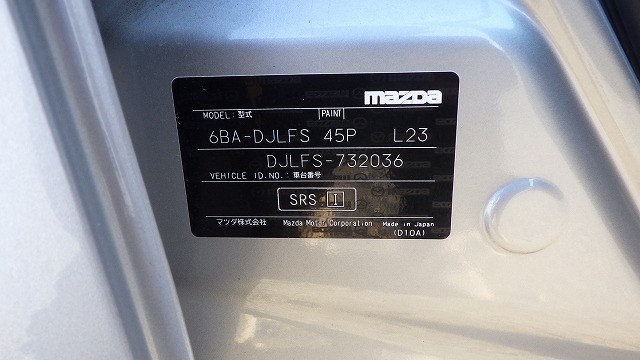 mazda
MODEL: 型式 PAINT
6BA-DJLFS 45P L23
DJLFS-732036
VEHICLE ID.NO.: 車台番号
SRS I
マツダ株式会社 Mazda Motor Corporation Made in Japan
(D10A)